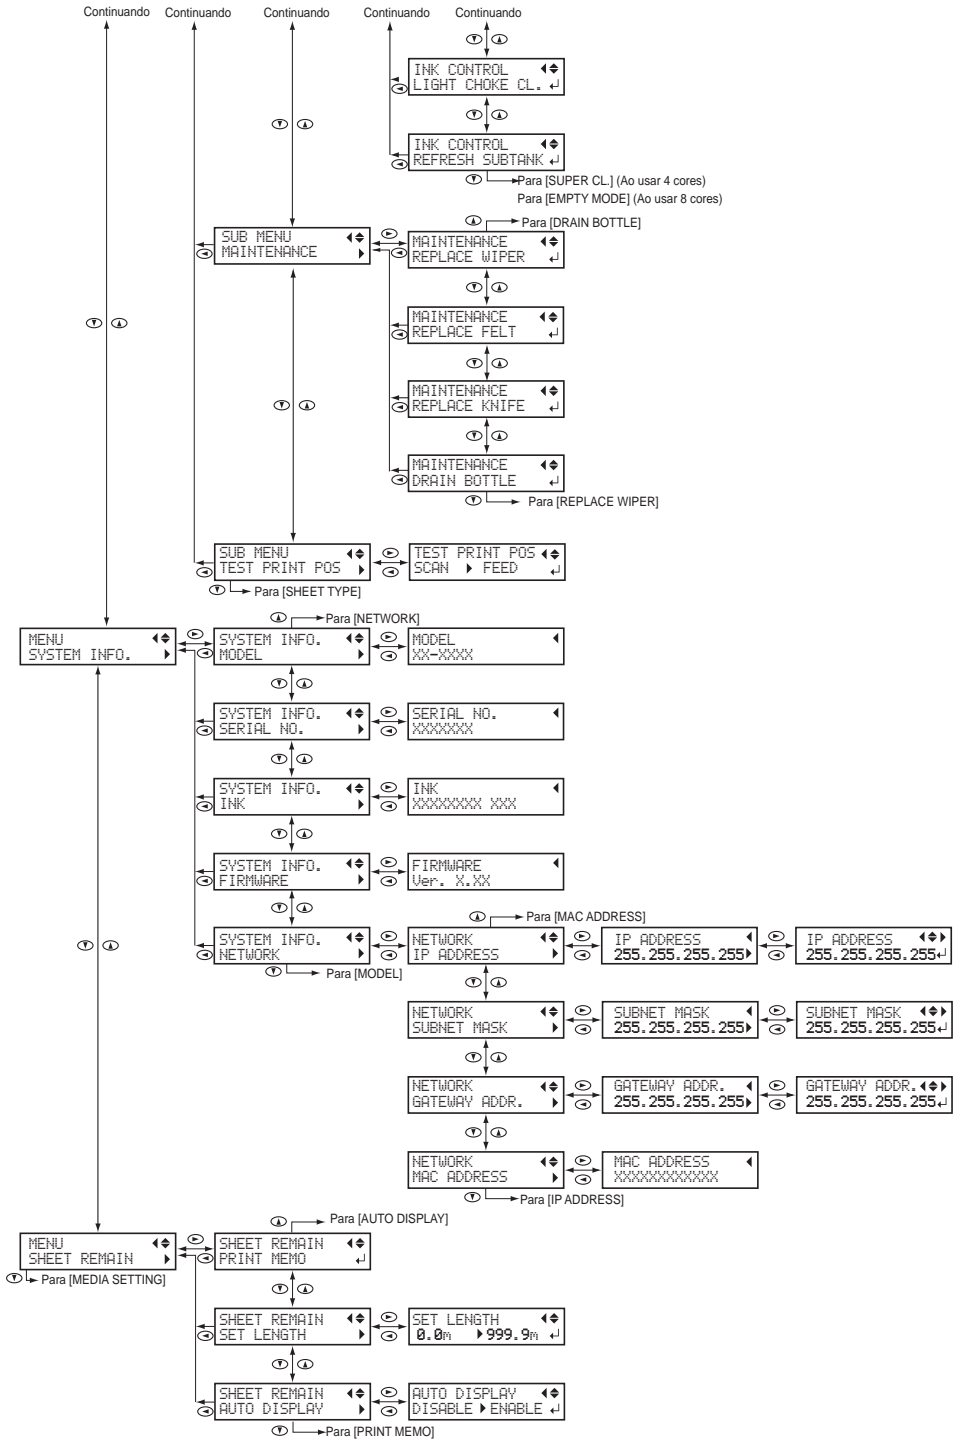 Continuando Continuando Continuando Continuando Continuando
INK CONTROL
LIGHT CHOKE CL.
INK CONTROL
REFRESH SUBTANK
Para [SUPER CL.] (Ao usar 4 cores)
Para [EMPTY MODE] (Ao usar 8 cores)
Para [DRAIN BOTTLE]
SUB MENU
MAINTENANCE
MAINTENANCE
REPLACE WIPER
MAINTENANCE
REPLACE FELT
MAINTENANCE
REPLACE KNIFE
MAINTENANCE
DRAIN BOTTLE
Para [REPLACE WIPER]
SUB MENU
TEST PRINT POS
TEST PRINT POS
SCAN FEED
Para [SHEET TYPE]
Para [NETWORK]
MENU
SYSTEM INFO.
SYSTEM INFO.
MODEL
MODEL
XX-XXXX
SYSTEM INFO.
SERIAL NO.
SERIAL NO.
XXXXXXX
SYSTEM INFO.
INK
INK
XXXXXXXX XXX
SYSTEM INFO.
FIRMWARE
FIRMWARE
Ver. X.XX
Para [MAC ADDRESS]
SYSTEM INFO.
NETWORK
NETWORK
IP ADDRESS
IP ADDRESS
255.255.255.255
IP ADDRESS
255.255.255.255
Para [MODEL]
NETWORK
SUBNET MASK
SUBNET MASK
255.255.255.255
SUBNET MASK
255.255.255.255
NETWORK
GATEWAY ADDR.
GATEWAY ADDR.
255.255.255.255
GATEWAY ADDR.
255.255.255.255
NETWORK
MAC ADDRESS
MAC ADDRESS
XXXXXXXXXXXX
Para [IP ADDRESS]
Para [AUTO DISPLAY]
MENU
SHEET REMAIN
SHEET REMAIN
PRINT MEMO
Para [MEDIA SETTING]
SHEET REMAIN
SET LENGTH
SET LENGTH
0.0m 999.9m
SHEET REMAIN
AUTO DISPLAY
AUTO DISPLAY
DISABLE ENABLE
Para [PRINT MEMO]